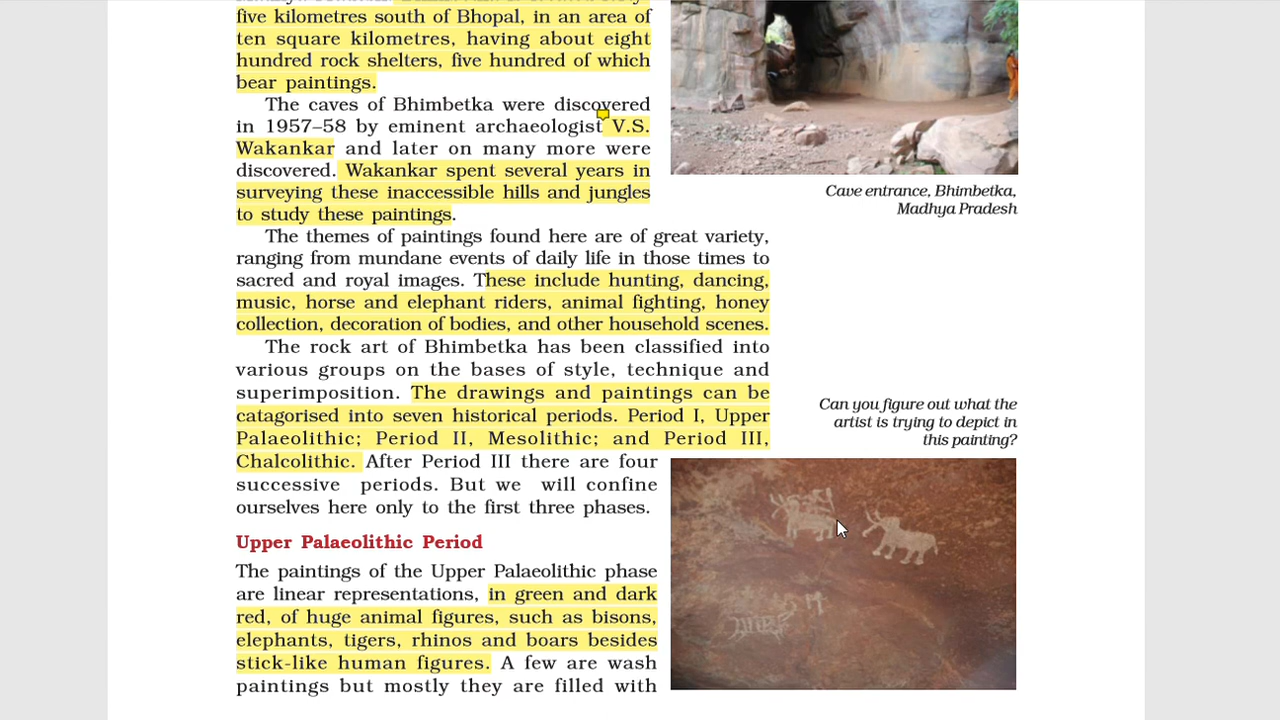 five kilometres south of Bhopal, in an area of
ten square kilometres, having about eight
hundred rock shelters, five hundred of which
bear paintings.
The caves of Bhimbetka were discovered
in 1957–58 by eminent archaeologist V.S.
Wakankar and later on many more were
discovered. Wakankar spent several years in
surveying these inaccessible hills and jungles
to study these paintings.
Cave entrance, Bhimbetka,
Madhya Pradesh
The themes of paintings found here are of great variety,
ranging from mundane events of daily life in those times to
sacred and royal images. These include hunting, dancing,
music, horse and elephant riders, animal fighting, honey
collection, decoration of bodies, and other household scenes.
The rock art of Bhimbetka has been classified into
various groups on the bases of style, technique and
superimposition. The drawings and paintings can be
catagorised into seven historical periods. Period I, Upper
Palaeolithic; Period II, Mesolithic; and Period III,
Chalcolithic. After Period III there are four
successive periods. But we will confine
ourselves here only to the first three phases.
Can you figure out what the
artist is trying to depict in
this painting?
Upper Palaeolithic Period
The paintings of the Upper Palaeolithic phase
are linear representations, in green and dark
red, of huge animal figures, such as bisons,
elephants, tigers, rhinos and boars besides
stick-like human figures. A few are wash
paintings but mostly they are filled with